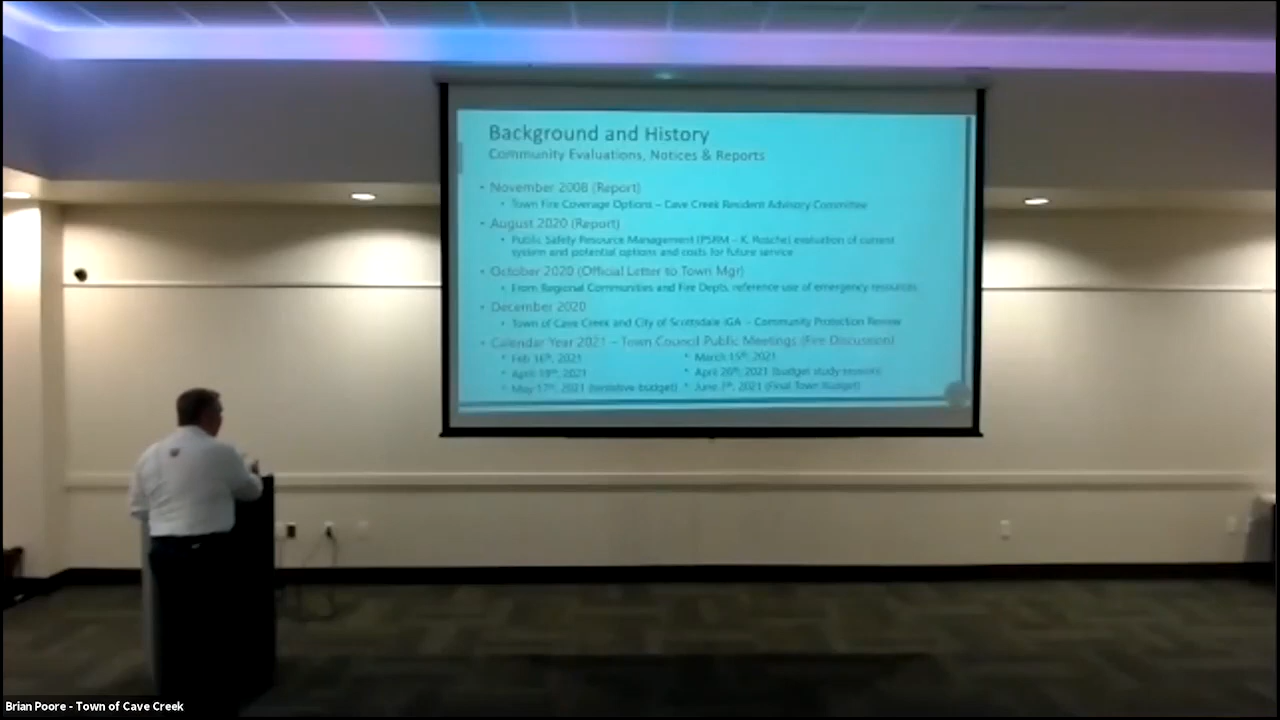 Background and History
Community Evaluations, Notices & Reports
• November 2008 (Report)
• Town Fire Coverage Options – Cave Creek Resident Advisory Committee
• August 2020 (Report)
• Public Safety Resource Management (PSRM – K. Roche) evaluation of current
system and potential options and costs for future service
• October 2020 (Official Letter to Town Mgr)
• From Regional Communities and Fire Depts. reference use of emergency resources
• December 2020
• Town of Cave Creek and City of Scottsdale IGA – Community Protection Review
• Calendar Year 2021 – Town Council Public Meetings (Fire Discussion)
• Feb 16th, 2021 • March 15th, 2021
• April 19th, 2021 • April 26th, 2021 (budget study session)
• May 17th, 2021 (tentative budget) • June 7th, 2021 (Final Town Budget)
Brian Poore - Town of Cave Creek